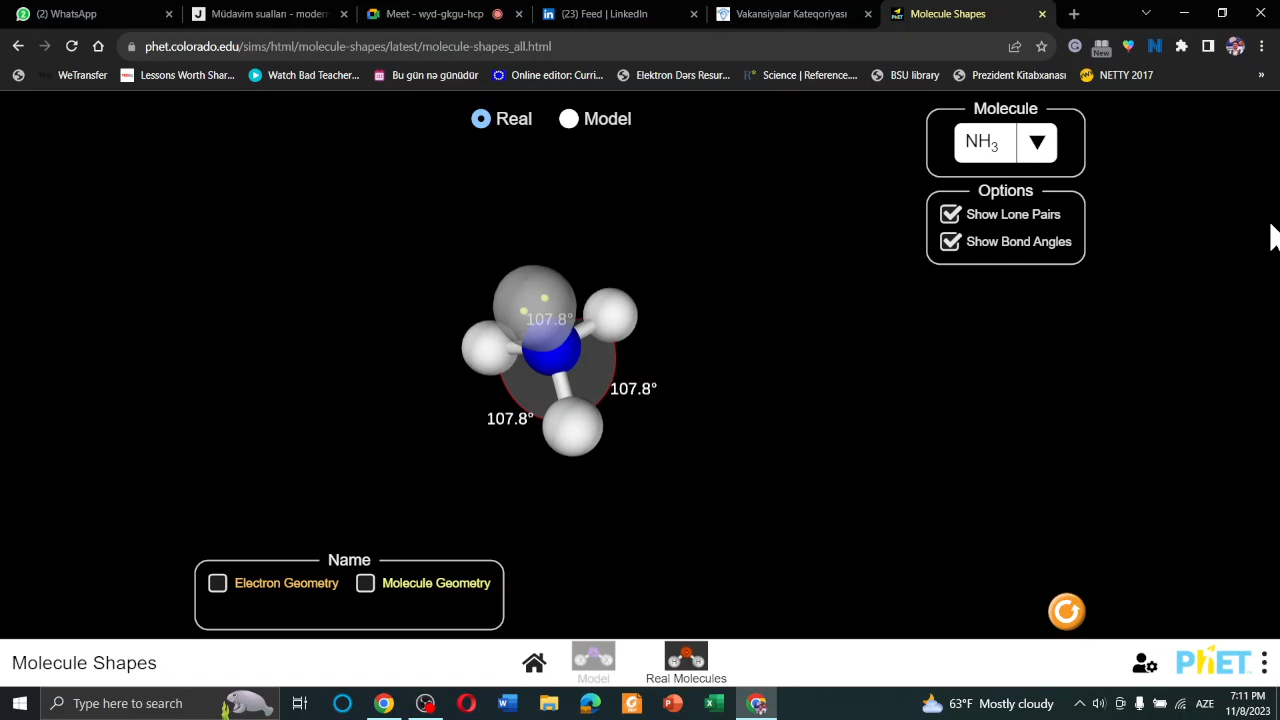 (2) WhatsApp
Müdavim sualları - modern
Meet - wyd-gkgu-hcp
(23) Feed | LinkedIn
Vakansiyalar Kateqoriyası
Molecule Shapes
phet.colorado.edu/sims/html/molecule-shapes/latest/molecule-shapes_all.html
New
WeTransfer
Lessons Worth Shar...
Watch Bad Teacher...
Bu gün nə günüdür
Online editor: Curri...
Elektron Dərs Resur...
Science | Reference....
BSU library
Prezident Kitabxanası
NETTY 2017
»
Real
Model
Molecule
NH₃
Options
Show Lone Pairs
Show Bond Angles
107.8°
107.8°
107.8°
Name
Electron Geometry
Molecule Geometry
Molecule Shapes
Model
Real Molecules
PhET
Type here to search
63°F Mostly cloudy
AZE
7:11 PM
11/8/2023